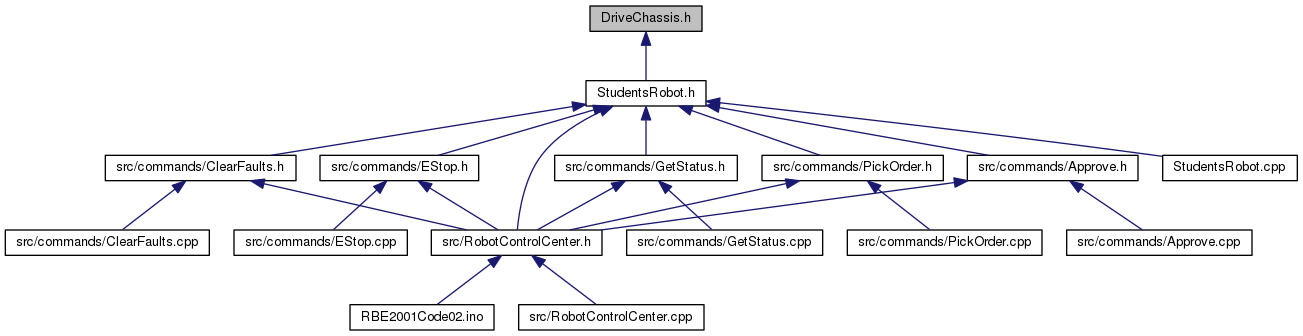 DriveChassis.h
StudentsRobot.h
src/commands/ClearFaults.h
src/commands/EStop.h
src/commands/GetStatus.h
src/commands/PickOrder.h
src/commands/Approve.h
StudentsRobot.cpp
src/commands/ClearFaults.cpp
src/commands/EStop.cpp
src/RobotControlCenter.h
src/commands/GetStatus.cpp
src/commands/PickOrder.cpp
src/commands/Approve.cpp
RBE2001Code02.ino
src/RobotControlCenter.cpp